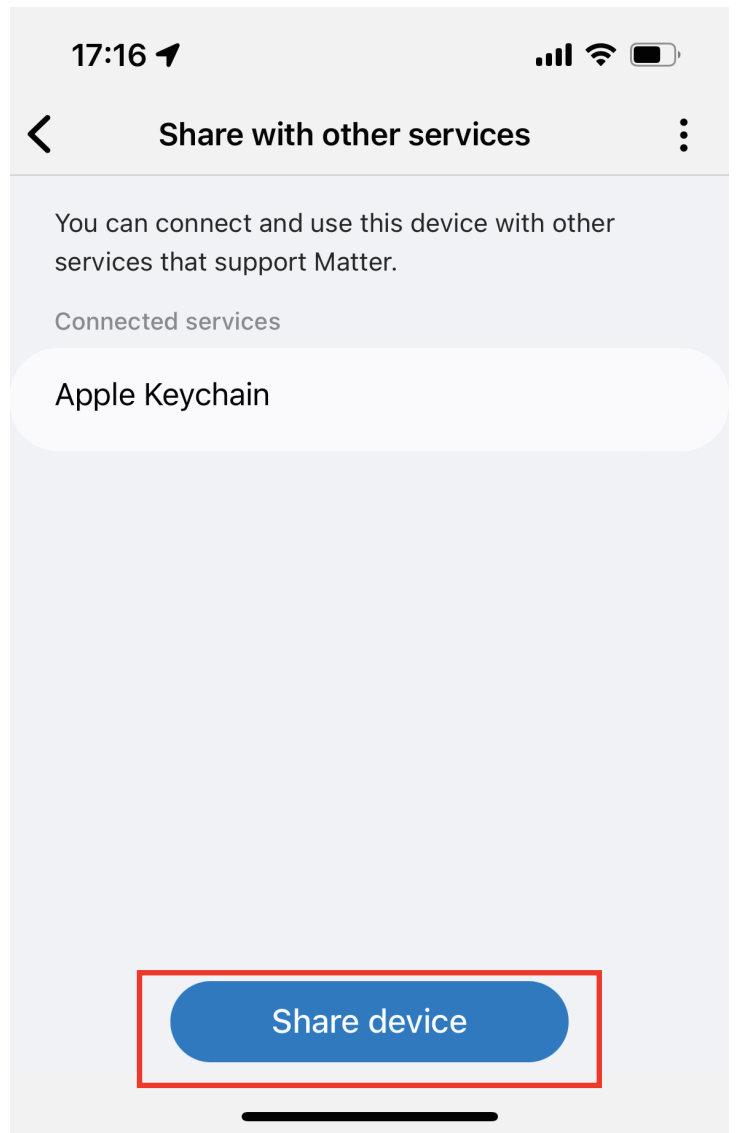 17:16
Share with other services
You can connect and use this device with other
services that support Matter.
Connected services
Apple Keychain
Share device